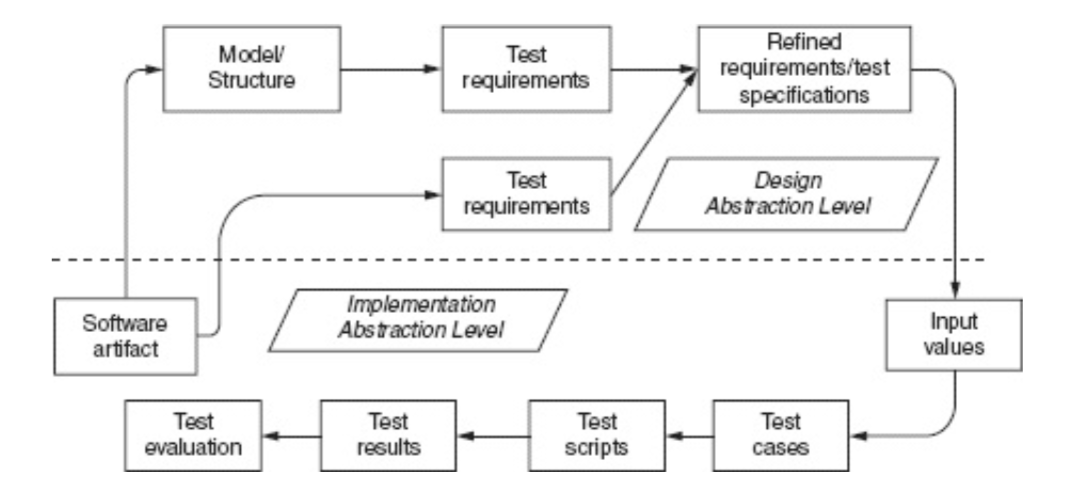 Model/
Structure
Test
requirements
Refined
requirements/test
specifications
Test
requirements
Design
Abstraction Level
Software
artifact
Implementation
Abstraction Level
Input
values
Test
evaluation
Test
results
Test
scripts
Test
cases